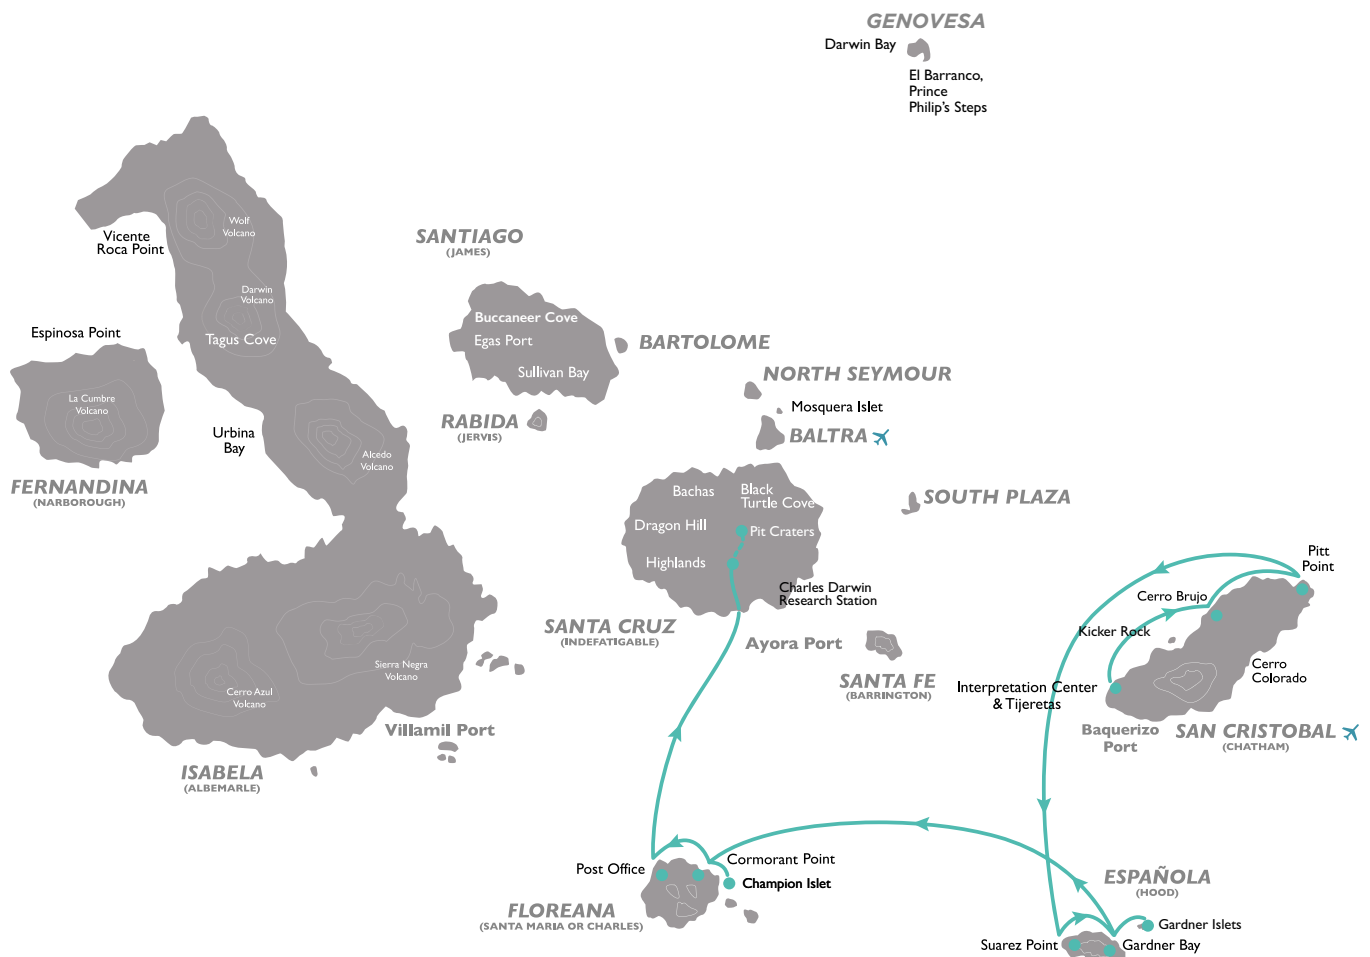 GENOVESA
Darwin Bay
El Barranco,
Prince
Philip's Steps
Wolf
Volcano
Vicente
Roca Point
SANTIAGO
(JAMES)
Darwin
Volcano
Tagus Cove
Buccaneer Cove
Egas Port
Sullivan Bay
BARTOLOME
Espinosa Point
La Cumbre
Volcano
NORTH SEYMOUR
Mosquera Islet
BALTRA
RABIDA
(JERVIS)
Urbina
Bay
Alcedo
Volcano
FERNANDINA
(NARBOROUGH)
Bachas
Black
Turtle Cove
Dragon Hill
Pit Craters
Highlands
Charles Darwin
Research Station
SOUTH PLAZA
SANTA CRUZ
(INDEFATIGABLE)
Ayora Port
SANTA FE
(BARRINGTON)
Pitt
Point
Cerro Brujo
Kicker Rock
Cerro
Colorado
Interpretation Center
& Tijeretas
Baquerizo
Port
SAN CRISTOBAL
(CHATHAM)
Sierra Negra
Volcano
Cerro Azul
Volcano
Villamil Port
ISABELA
(ALBEMARLE)
Post Office
Cormorant Point
Champion Islet
FLOREANA
(SANTA MARIA OR CHARLES)
ESPAÑOLA
(HOOD)
Gardner Islets
Suarez Point
Gardner Bay